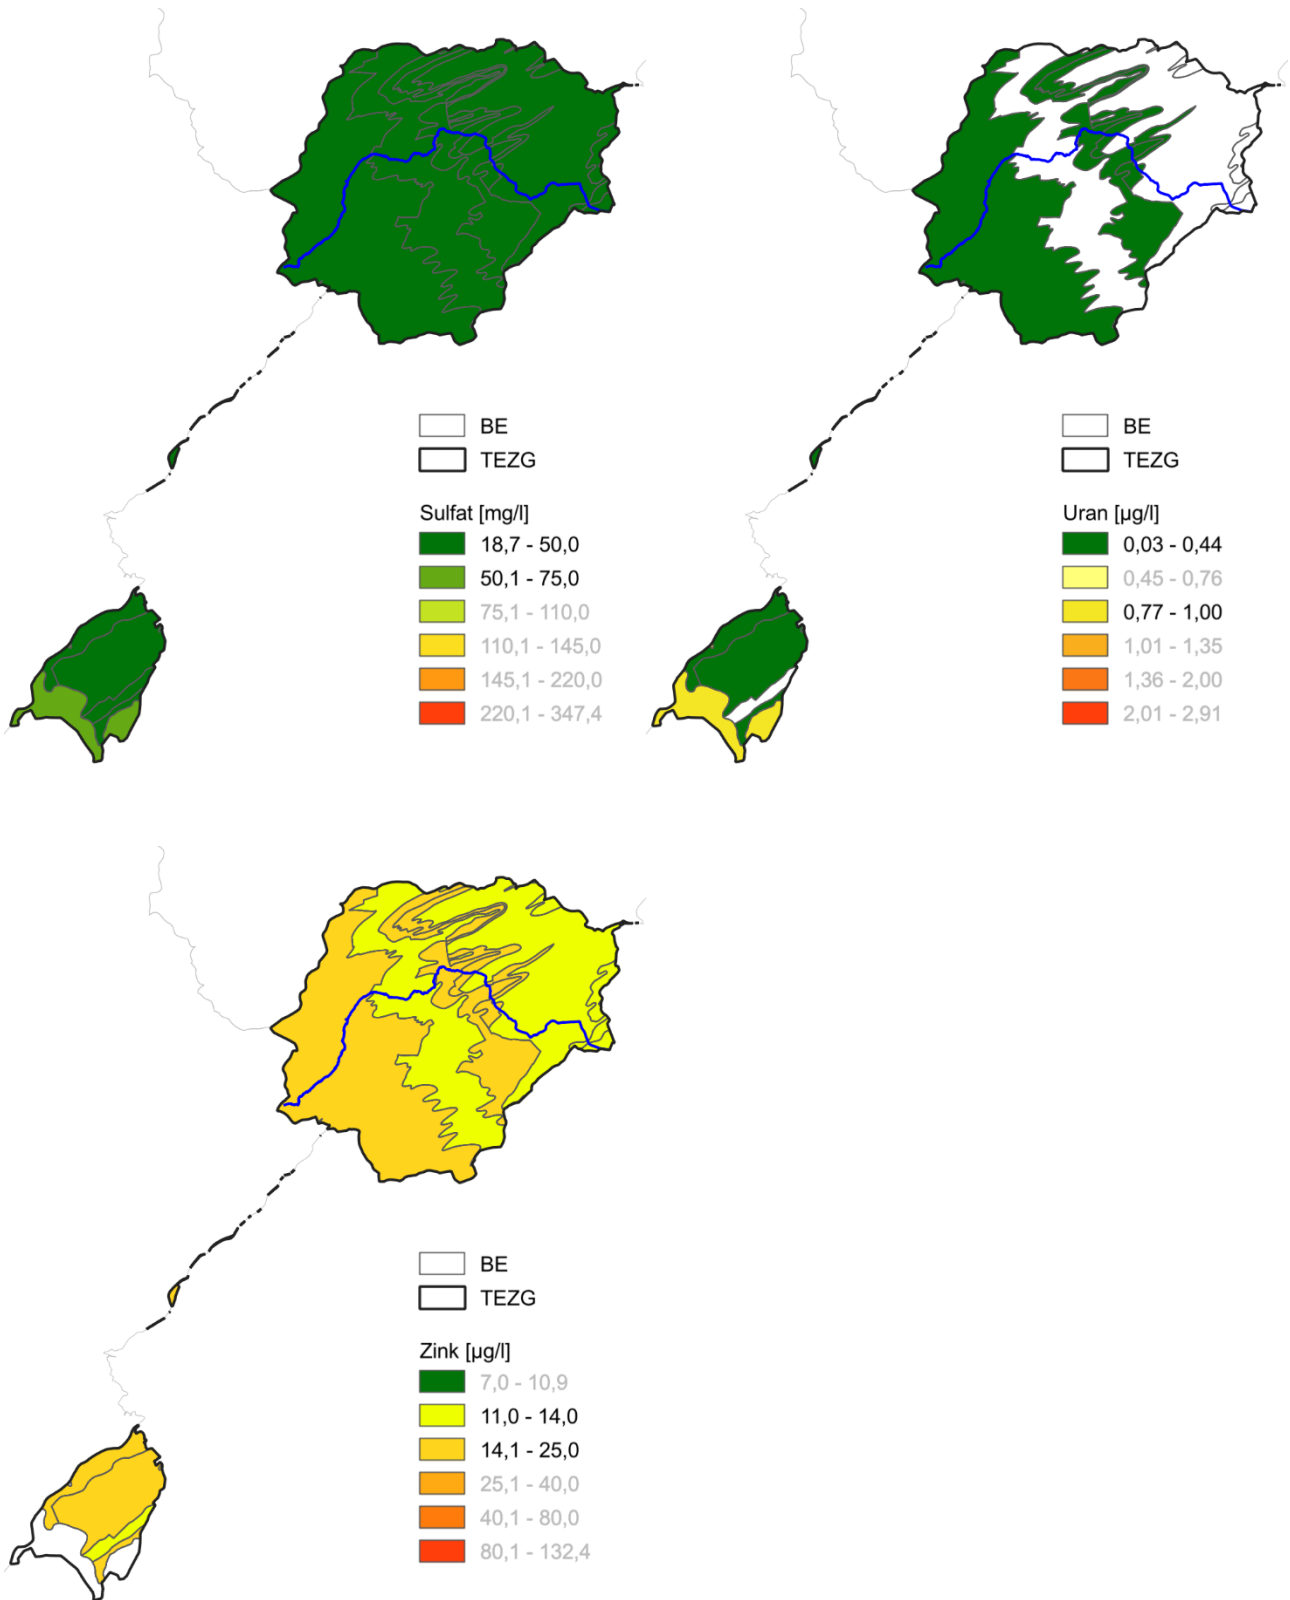 BE
TEZG
Sulfat [mg/l]
18,7 - 50,0
50,1 - 75,0
75,1 - 110,0
110,1 - 145,0
145,1 - 220,0
220,1 - 347,4
BE
TEZG
Uran [µg/l]
0,03 - 0,44
0,45 - 0,76
0,77 - 1,00
1,01 - 1,35
1,36 - 2,00
2,01 - 2,91
BE
TEZG
Zink [µg/l]
7,0 - 10,9
11,0 - 14,0
14,1 - 25,0
25,1 - 40,0
40,1 - 80,0
80,1 - 132,4